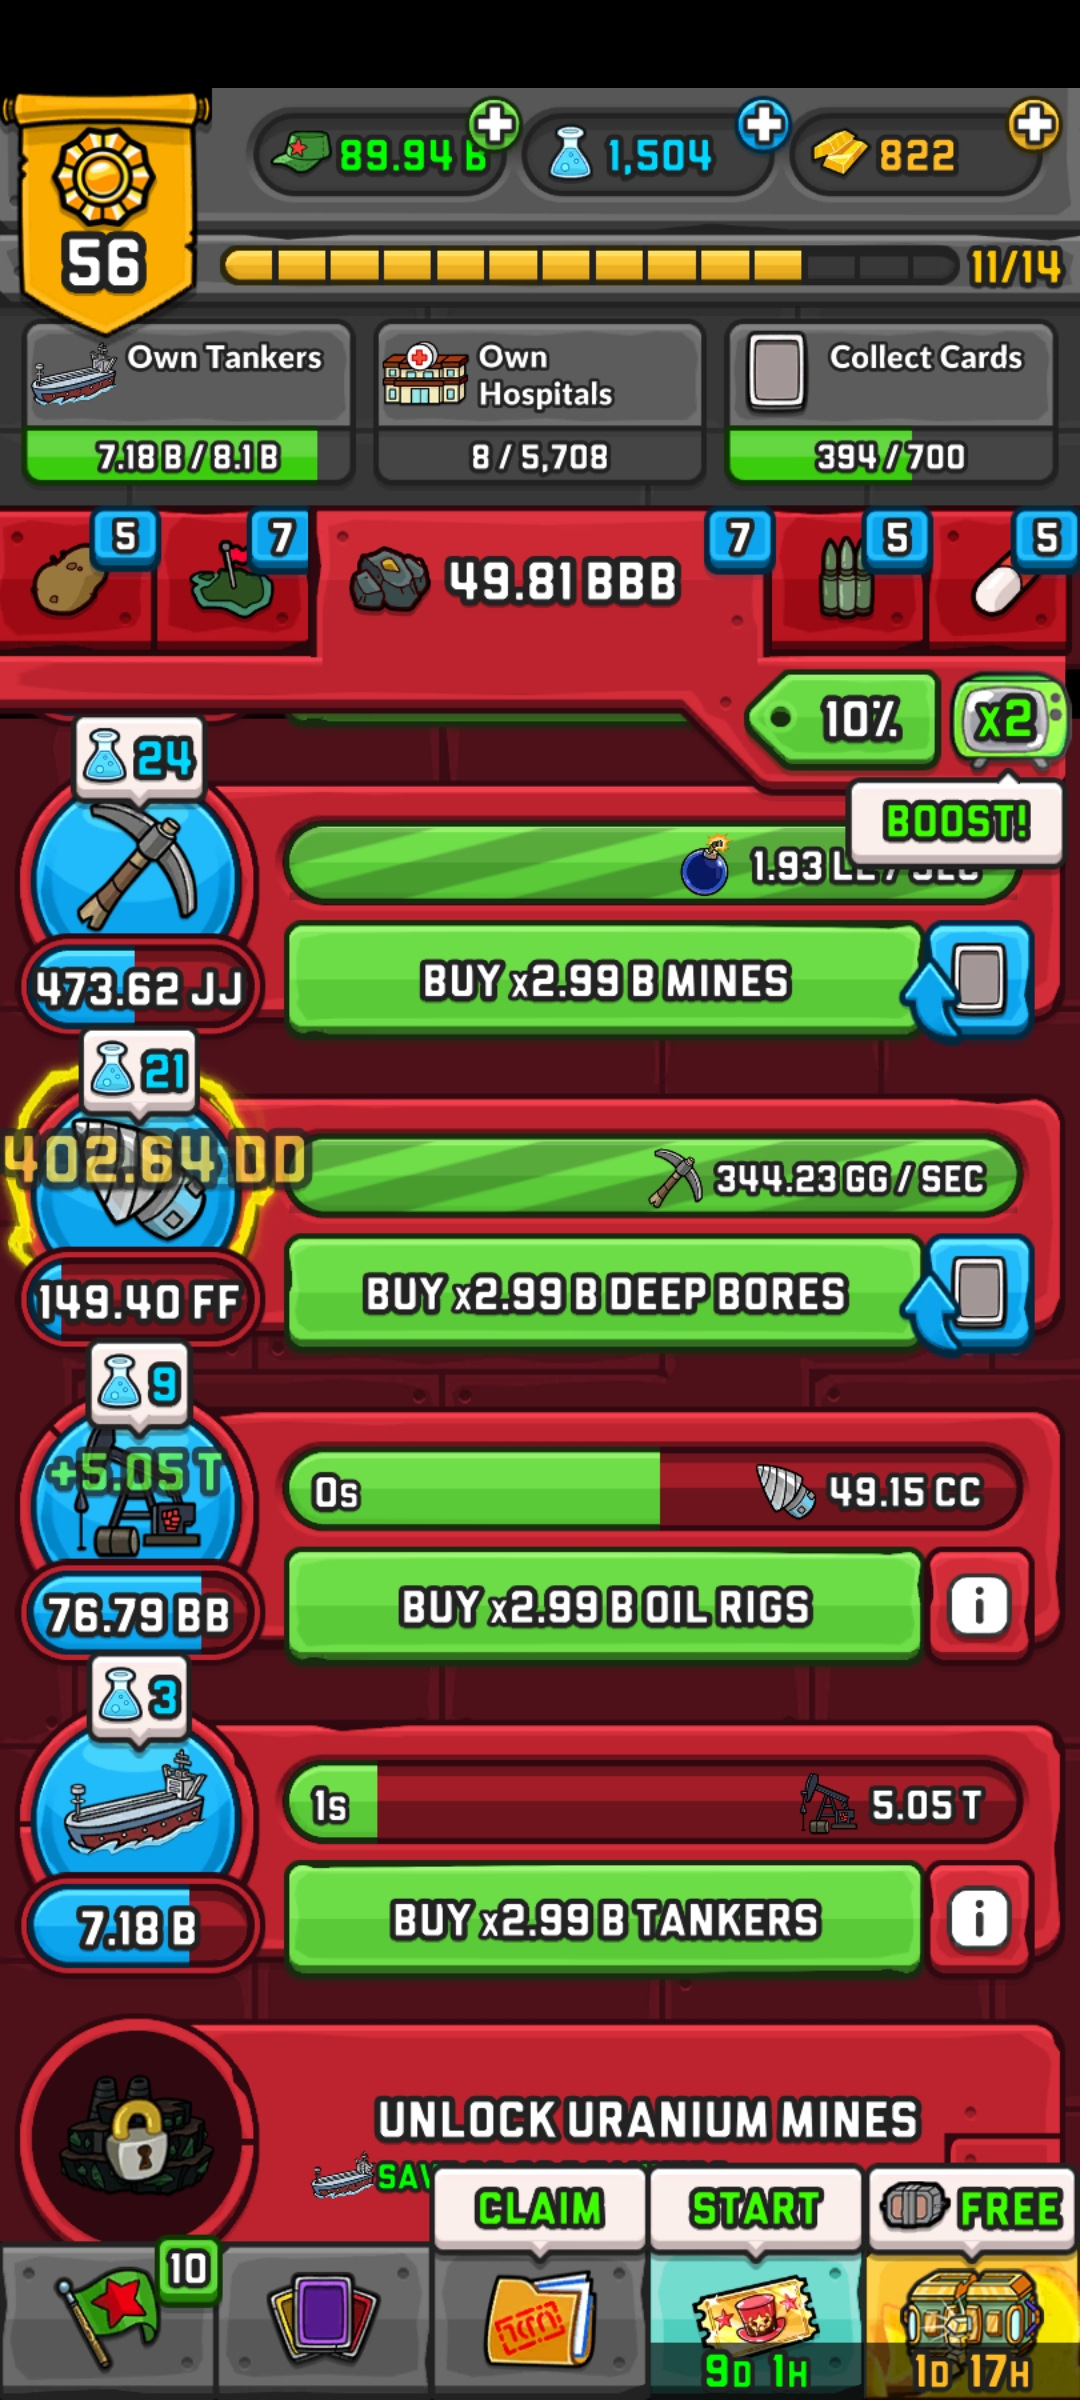 89.94 B
1,504
822
56
11/14
Own Tankers
7.18 B / 8.1 B
Own
Hospitals
8 / 5,708
Collect Cards
394 / 700
5
7
49.81 BBB
7
5
5
10%
x2
BOOST!
24
1.93 LL / SEC
473.62 JJ
BUY x2.99 B MINES
21
402.64 DD
344.23 GG / SEC
149.40 FF
BUY x2.99 B DEEP BORES
9
+5.05 T
0s
49.15 CC
76.79 BB
BUY x2.99 B OIL RIGS
i
3
1s
5.05 T
7.18 B
BUY x2.99 B TANKERS
i
UNLOCK URANIUM MINES
CLAIM
START
FREE
10
9D 1H
1D 17H